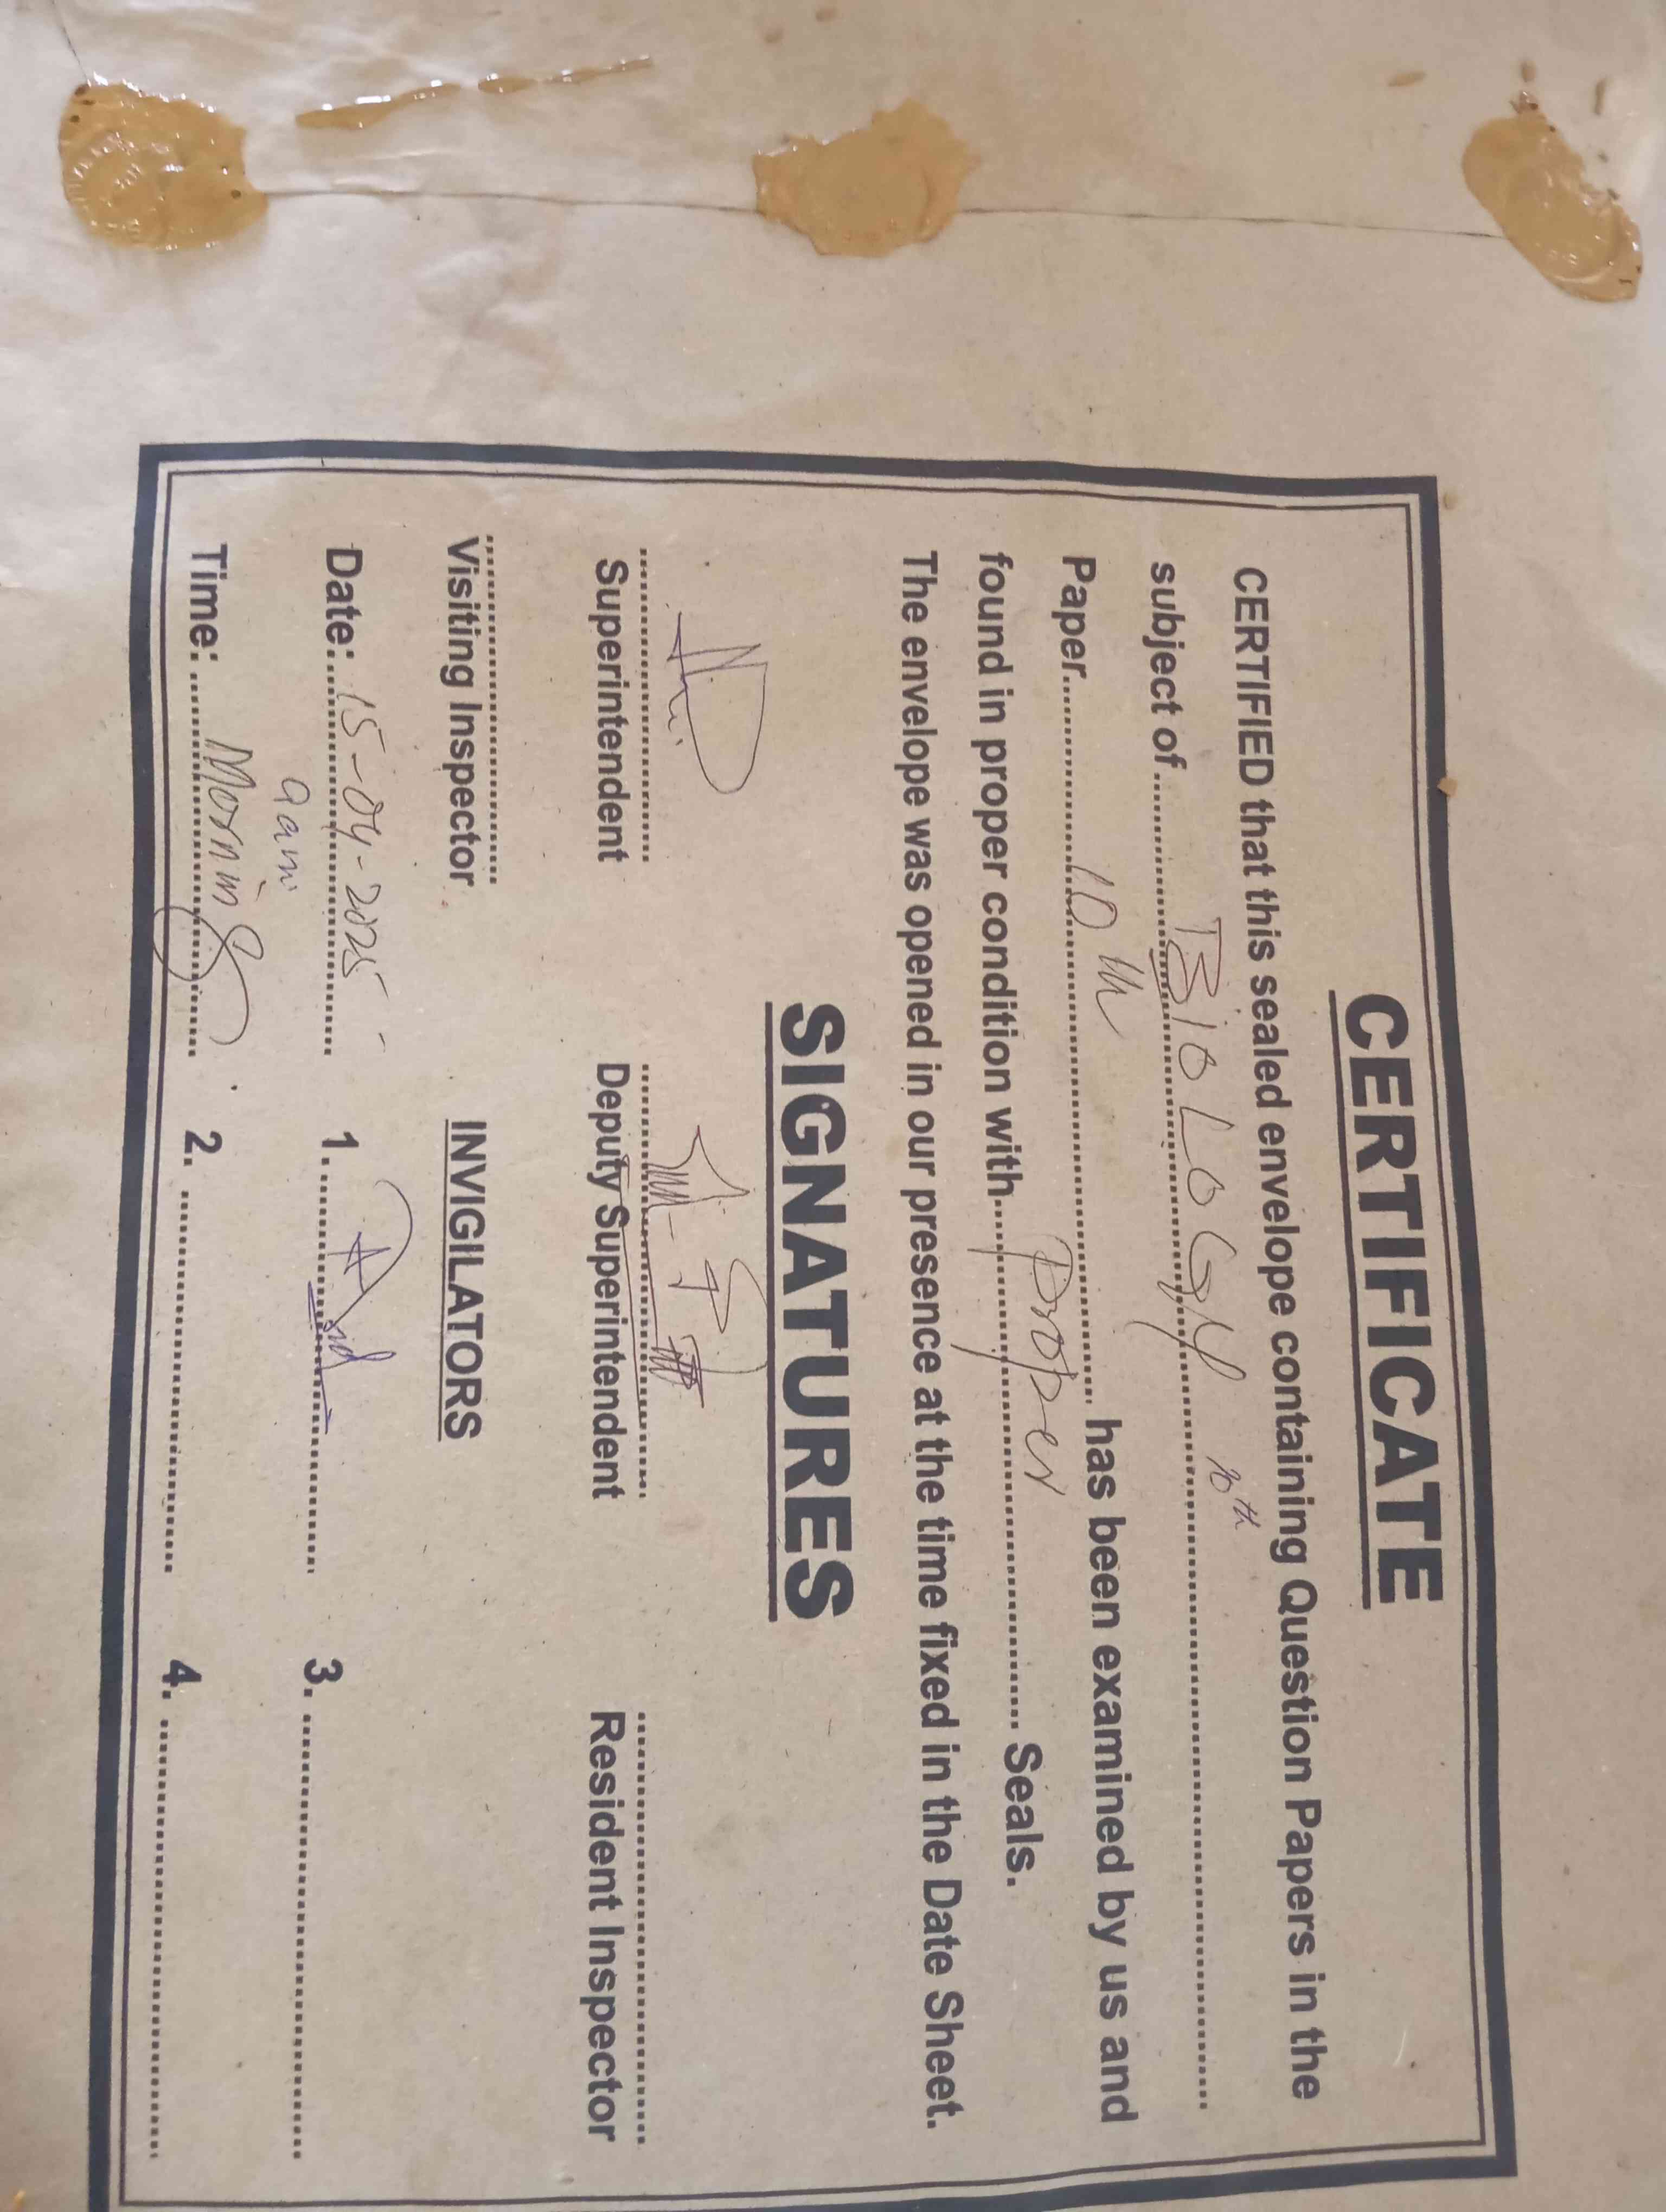 CERTIFICATE
CERTIFIED that this sealed envelope containing Question Papers in the
subject of.......... BIOLOGY 10th ..........
Paper.......... 10th .......... has been examined by us and
found in proper condition with.......... Proper .......... Seals.
The envelope was opened in our presence at the time fixed in the Date Sheet.
SIGNATURES
Superintendent Deputy Superintendent Resident Inspector
Visiting Inspector INVIGILATORS
Date: 15-04-2025 1. .......... 3. ..........
9am
Time: Morning 2. .......... 4. ..........